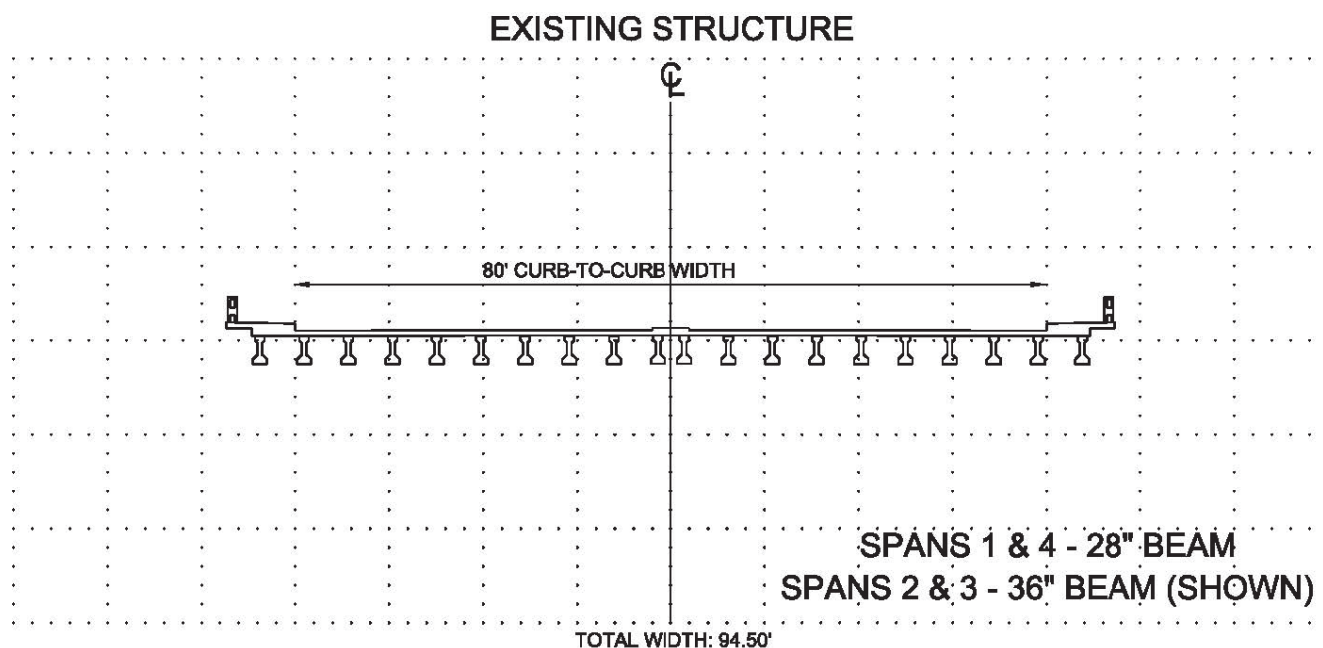 EXISTING STRUCTURE
℄
80' CURB-TO-CURB WIDTH
SPANS 1 & 4 - 28" BEAM
SPANS 2 & 3 - 36" BEAM (SHOWN)
TOTAL WIDTH: 94.50'